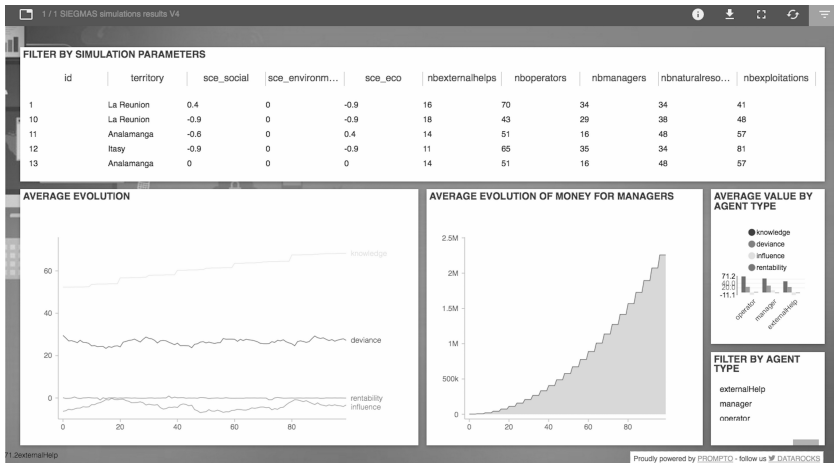 1 / 1 SIEGMAS simulations results V4
FILTER BY SIMULATION PARAMETERS
id territory sce_social sce_environm... sce_eco nbexternalhelps nboperators nbmanagers nbnaturalreso... nbexploitations
1 La Reunion 0.4 0 -0.9 16 70 34 34 41
10 La Reunion -0.9 0 -0.9 18 43 29 38 48
11 Analamanga -0.6 0 0.4 14 51 16 48 57
12 Itasy -0.9 0 -0.9 11 65 35 34 81
13 Analamanga 0 0 0 14 51 16 48 57
AVERAGE EVOLUTION
knowledge
60
40
deviance
20
rentability
0
influence
0 20 40 60 80
AVERAGE EVOLUTION OF MONEY FOR MANAGERS
2.5M
2M
1.5M
1M
500k
0
0 20 40 60 80
AVERAGE VALUE BY
AGENT TYPE
knowledge
deviance
influence
rentability
71.2
40.0
20.0
-11.1
operator manager externalHelp
FILTER BY AGENT
TYPE
externalHelp
manager
operator
71.2externalHelp
Proudly powered by PROMPTO - follow us DATAROCKS